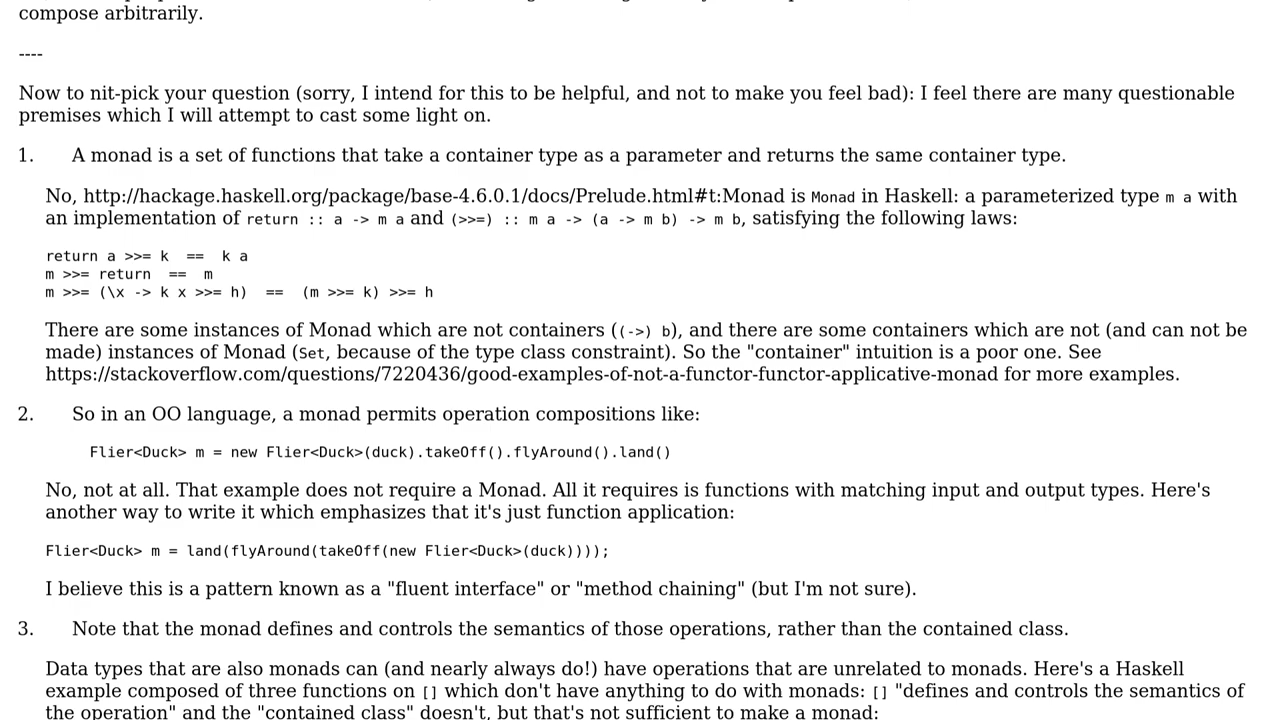 compose arbitrarily.
----
Now to nit-pick your question (sorry, I intend for this to be helpful, and not to make you feel bad): I feel there are many questionable
premises which I will attempt to cast some light on.
1. A monad is a set of functions that take a container type as a parameter and returns the same container type.
No, http://hackage.haskell.org/package/base-4.6.0.1/docs/Prelude.html#t:Monad is Monad in Haskell: a parameterized type m a with
an implementation of return :: a -> m a and (>>=) :: m a -> (a -> m b) -> m b, satisfying the following laws:
return a >>= k  ==  k a
m >>= return  ==  m
m >>= (\x -> k x >>= h)  ==  (m >>= k) >>= h
There are some instances of Monad which are not containers ((->) b), and there are some containers which are not (and can not be
made) instances of Monad (Set, because of the type class constraint). So the "container" intuition is a poor one. See
https://stackoverflow.com/questions/7220436/good-examples-of-not-a-functor-functor-applicative-monad for more examples.
2. So in an OO language, a monad permits operation compositions like:
Flier<Duck> m = new Flier<Duck>(duck).takeOff().flyAround().land()
No, not at all. That example does not require a Monad. All it requires is functions with matching input and output types. Here's
another way to write it which emphasizes that it's just function application:
Flier<Duck> m = land(flyAround(takeOff(new Flier<Duck>(duck))));
I believe this is a pattern known as a "fluent interface" or "method chaining" (but I'm not sure).
3. Note that the monad defines and controls the semantics of those operations, rather than the contained class.
Data types that are also monads can (and nearly always do!) have operations that are unrelated to monads. Here's a Haskell
example composed of three functions on [] which don't have anything to do with monads: [] "defines and controls the semantics of
the operation" and the "contained class" doesn't, but that's not sufficient to make a monad: